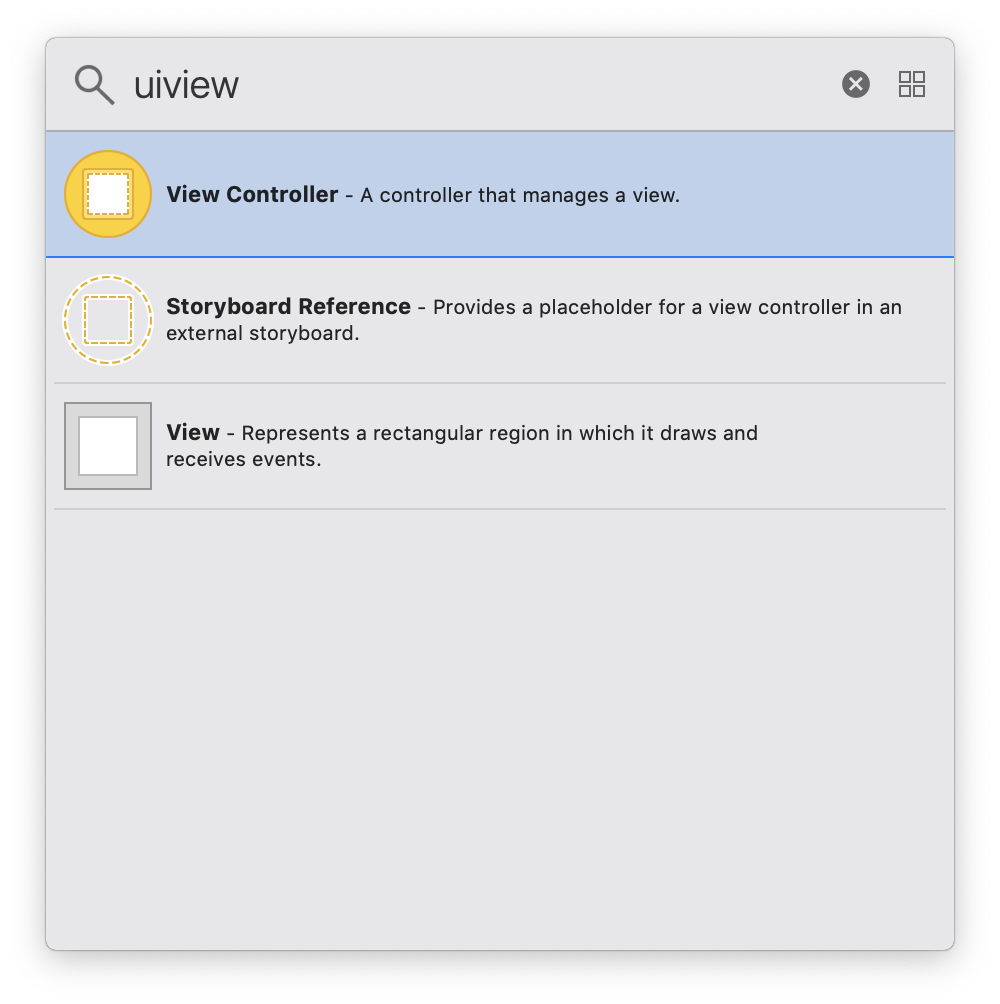 uiview
View Controller - A controller that manages a view.
Storyboard Reference - Provides a placeholder for a view controller in an
external storyboard.
View - Represents a rectangular region in which it draws and
receives events.